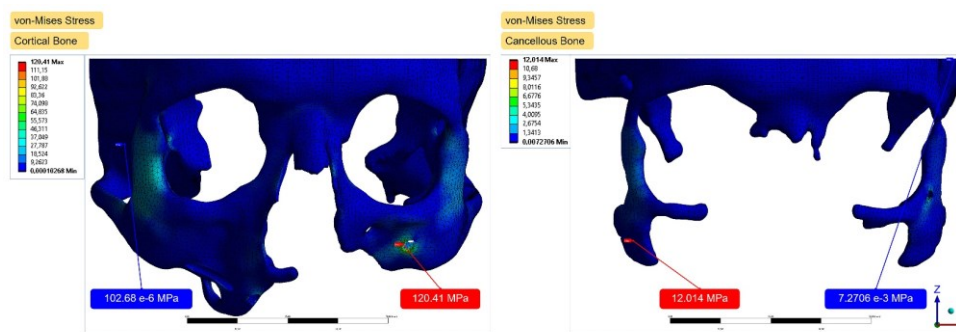 von-Mises Stress
Cortical Bone
120,41 Max
111,15
101,88
92,622
83,36
74,098
64,835
55,573
46,311
37,049
27,787
18,524
9,2623
0,00010268 Min
102.68 e-6 MPa
120.41 MPa
von-Mises Stress
Cancellous Bone
12,014 Max
10,68
9,3457
8,0116
6,6776
5,3435
4,0095
2,6754
1,3413
0,0072706 Min
12.014 MPa
7.2706 e-3 MPa
Z